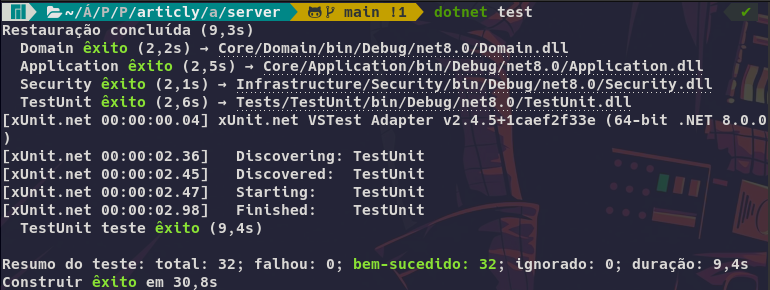 ~/Á/P/P/articly/a/server main !1 dotnet test ✔
Restauração concluída (9,3s)
  Domain êxito (2,2s) → Core/Domain/bin/Debug/net8.0/Domain.dll
  Application êxito (2,5s) → Core/Application/bin/Debug/net8.0/Application.dll
  Security êxito (2,1s) → Infrastructure/Security/bin/Debug/net8.0/Security.dll
  TestUnit êxito (2,6s) → Tests/TestUnit/bin/Debug/net8.0/TestUnit.dll
[xUnit.net 00:00:00.04] xUnit.net VSTest Adapter v2.4.5+1caef2f33e (64-bit .NET 8.0.0
)
[xUnit.net 00:00:02.36]   Discovering: TestUnit
[xUnit.net 00:00:02.45]   Discovered:  TestUnit
[xUnit.net 00:00:02.47]   Starting:    TestUnit
[xUnit.net 00:00:02.98]   Finished:    TestUnit
  TestUnit teste êxito (9,4s)
Resumo do teste: total: 32; falhou: 0; bem-sucedido: 32; ignorado: 0; duração: 9,4s
Construir êxito em 30,8s